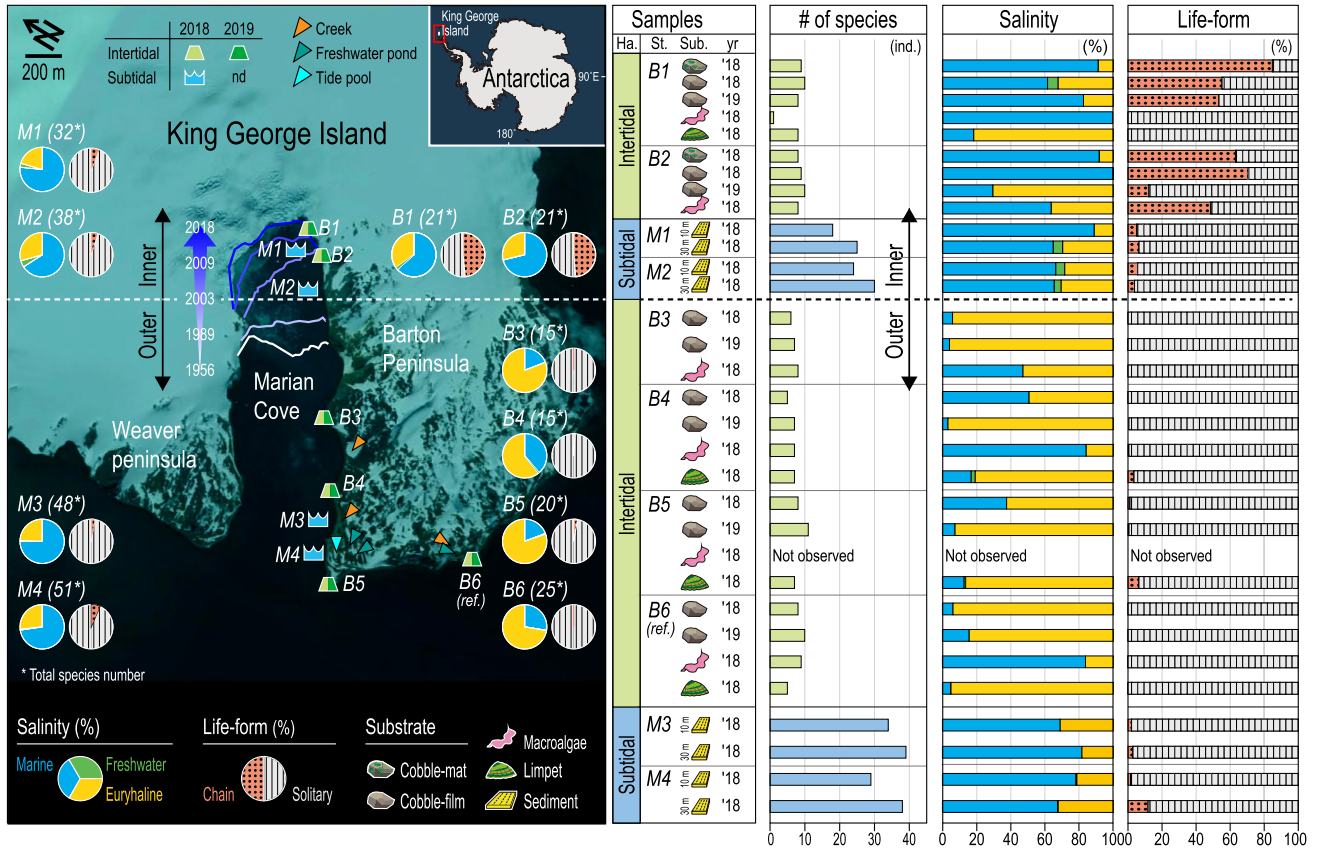 2018 2019
Intertidal
Subtidal nd
200 m
Creek
Freshwater pond
Tide pool
King George
Island
Antarctica
90˚E
180˚
King George Island
M1 (32*)
M2 (38*)
B1 (21*)
B2 (21*)
2018
2009
2003
1989
1956
Inner
Outer
B1
M1
B2
M2
Barton
Peninsula
B3 (15*)
Marian
Cove
B3
B4 (15*)
Weaver
peninsula
B4
M3 (48*)
M3
B5 (20*)
M4
M4 (51*)
B5
B6
(ref.)
B6 (25*)
* Total species number
Salinity (%)
Marine
Freshwater
Euryhaline
Life-form (%)
Chain
Solitary
Substrate
Cobble-mat
Cobble-film
Macroalgae
Limpet
Sediment
Samples # of species Salinity Life-form
Ha. St. Sub. yr (ind.) (%) (%)
Intertidal
B1 '18
'18
'19
'18
'18
B2 '18
'18
'19
'18
Subtidal
M1 10 m '18
30 m '18
M2 10 m '18
30 m '18
Inner
Outer
Intertidal
B3 '18
'19
'18
B4 '18
'19
'18
'18
B5 '18
'19
'18 Not observed Not observed Not observed
'18
B6 '18
(ref.)
'19
'18
'18
Subtidal
M3 10 m '18
30 m '18
M4 10 m '18
30 m '18
0 10 20 30 40 0 20 40 60 80 100 0 20 40 60 80 100